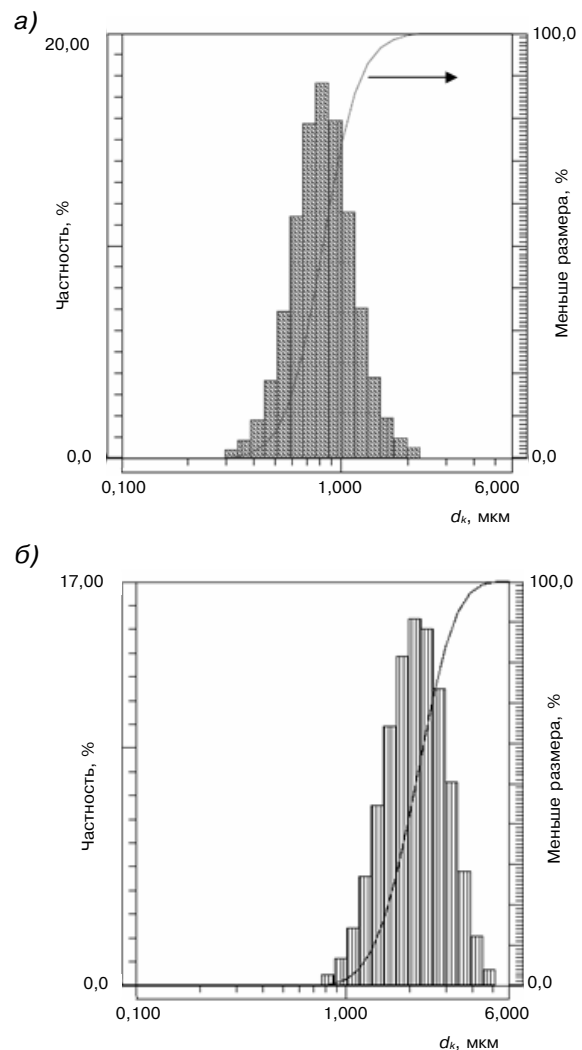 а)
20,00
100,0
Частность, %
Меньше размера, %
0,0
0,0
0,100
1,000
6,000
dₖ, мкм
б)
17,00
100,0
Частность, %
Меньше размера, %
0,0
0,0
0,100
1,000
6,000
dₖ, мкм